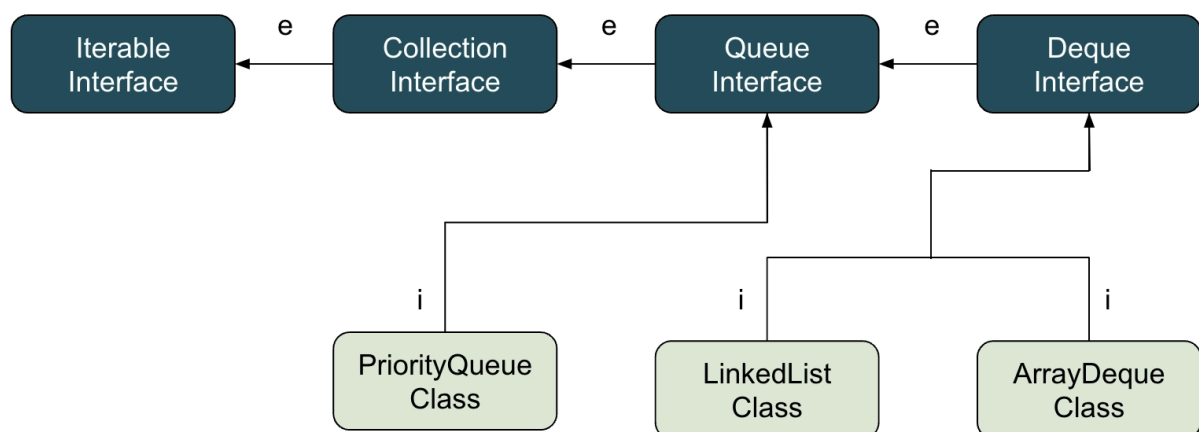 e
e
e
Iterable
Interface
Collection
Interface
Queue
Interface
Deque
Interface
i
i
i
PriorityQueue
Class
LinkedList
Class
ArrayDeque
Class